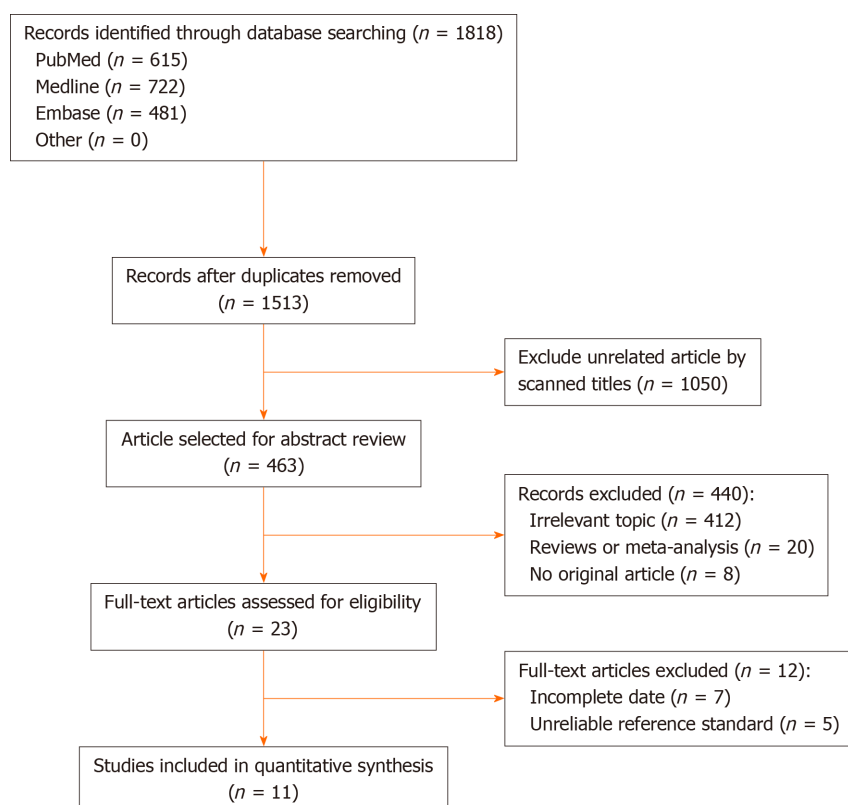 Records identified through database searching (n = 1818)
PubMed (n = 615)
Medline (n = 722)
Embase (n = 481)
Other (n = 0)
Records after duplicates removed
(n = 1513)
Exclude unrelated article by
scanned titles (n = 1050)
Article selected for abstract review
(n = 463)
Records excluded (n = 440):
Irrelevant topic (n = 412)
Reviews or meta-analysis (n = 20)
No original article (n = 8)
Full-text articles assessed for eligibility
(n = 23)
Full-text articles excluded (n = 12):
Incomplete date (n = 7)
Unreliable reference standard (n = 5)
Studies included in quantitative synthesis
(n = 11)